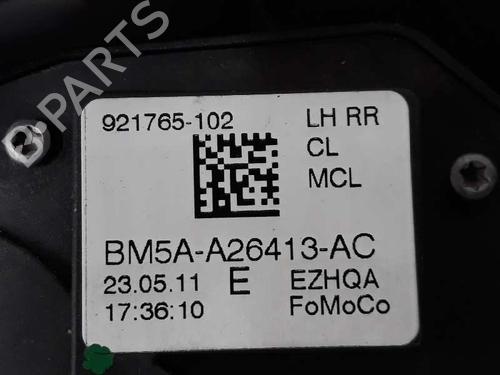 921765-102 LH RR
CL
MCL
BM5A-A26413-AC
23.05.11 E EZHQA
17:36:10 FoMoCo
B-PARTS